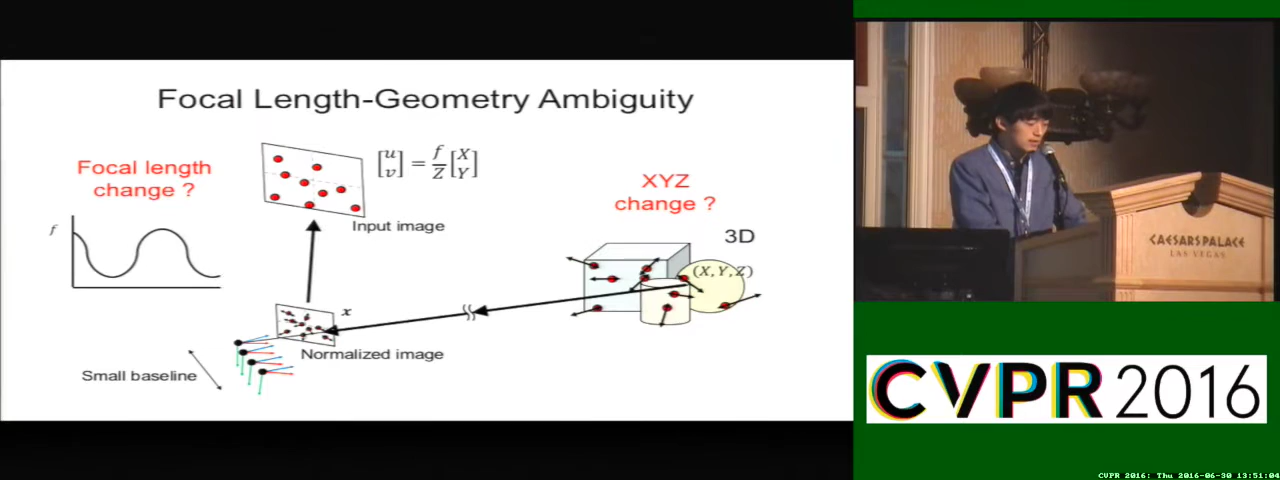 Focal Length-Geometry Ambiguity
Focal length
change ?
[u v] = f/Z [X Y]
XYZ
change ?
f
Input image
3D
(X,Y,Z)
x
Normalized image
Small baseline
CAESARS PALACE
LAS VEGAS
CVPR 2016
CVPR 2016: Thu 2016-06-30 13:51:04